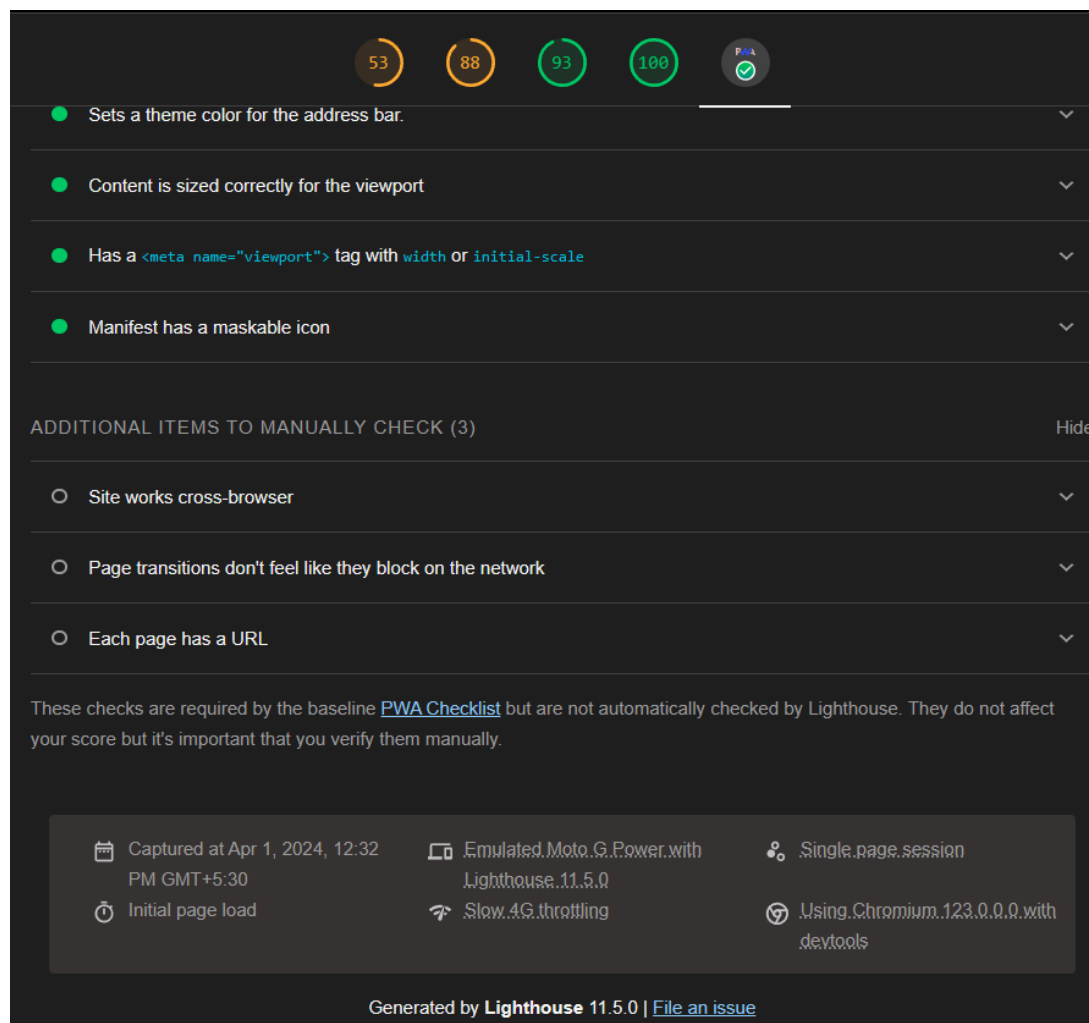 53 88 93 100 PWA
Sets a theme color for the address bar.
Content is sized correctly for the viewport
Has a <meta name="viewport"> tag with width or initial-scale
Manifest has a maskable icon
ADDITIONAL ITEMS TO MANUALLY CHECK (3) Hide
Site works cross-browser
Page transitions don't feel like they block on the network
Each page has a URL
These checks are required by the baseline PWA Checklist but are not automatically checked by Lighthouse. They do not affect
your score but it's important that you verify them manually.
Captured at Apr 1, 2024, 12:32
PM GMT+5:30
Emulated Moto G Power with
Lighthouse 11.5.0
Single page session
Initial page load
Slow 4G throttling
Using Chromium 123.0.0.0 with
devtools
Generated by Lighthouse 11.5.0 | File an issue